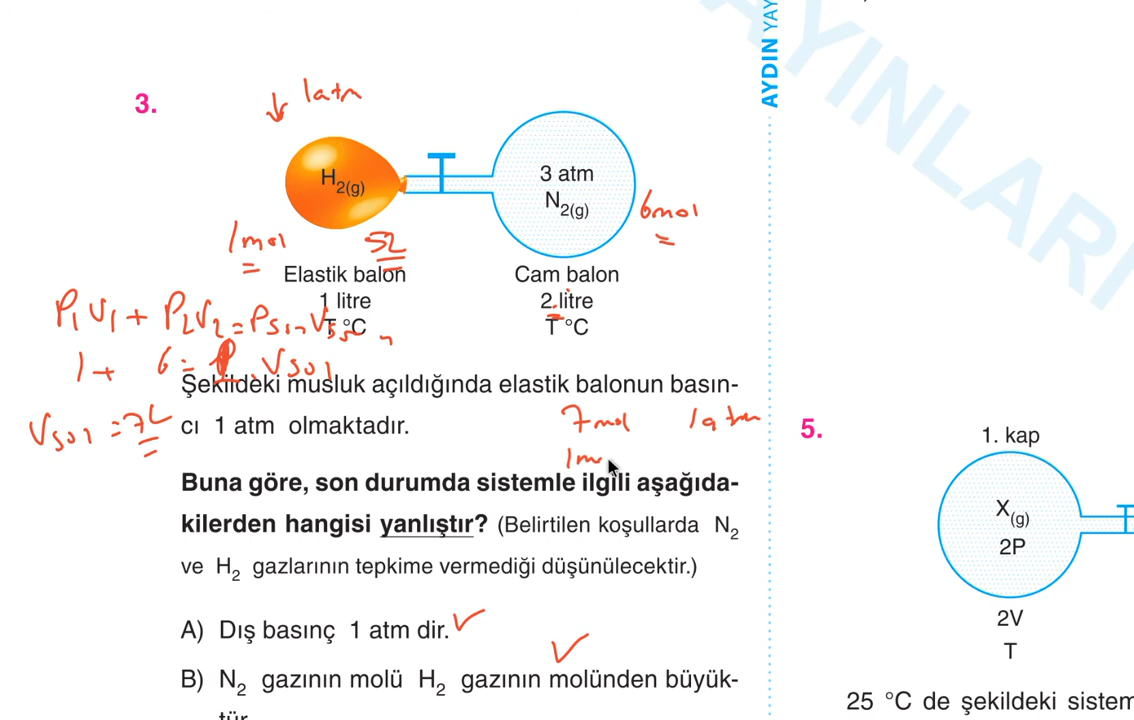 AYINLARI
AYDIN YAY
3.
↓ 1atm
H2(g)
3 atm
N2(g)
6mol
1mol
5L
Elastik balon
1 litre
T °C
Cam balon
2 litre
T °C
P1V1 + P2V2 = Pson Vson
1 + 6 = 1.Vson
Vson = 7L
Şekildeki musluk açıldığında elastik balonun basın-
cı 1 atm olmaktadır.
7mol 1atm
1m
Buna göre, son durumda sistemle ilgili aşağıda-
kilerden hangisi yanlıştır? (Belirtilen koşullarda N2
ve H2 gazlarının tepkime vermediği düşünülecektir.)
A) Dış basınç 1 atm dir.
B) N2 gazının molü H2 gazının molünden büyük-
tür.
5.
1. kap
X(g)
2P
2V
T
25 °C de şekildeki sistem